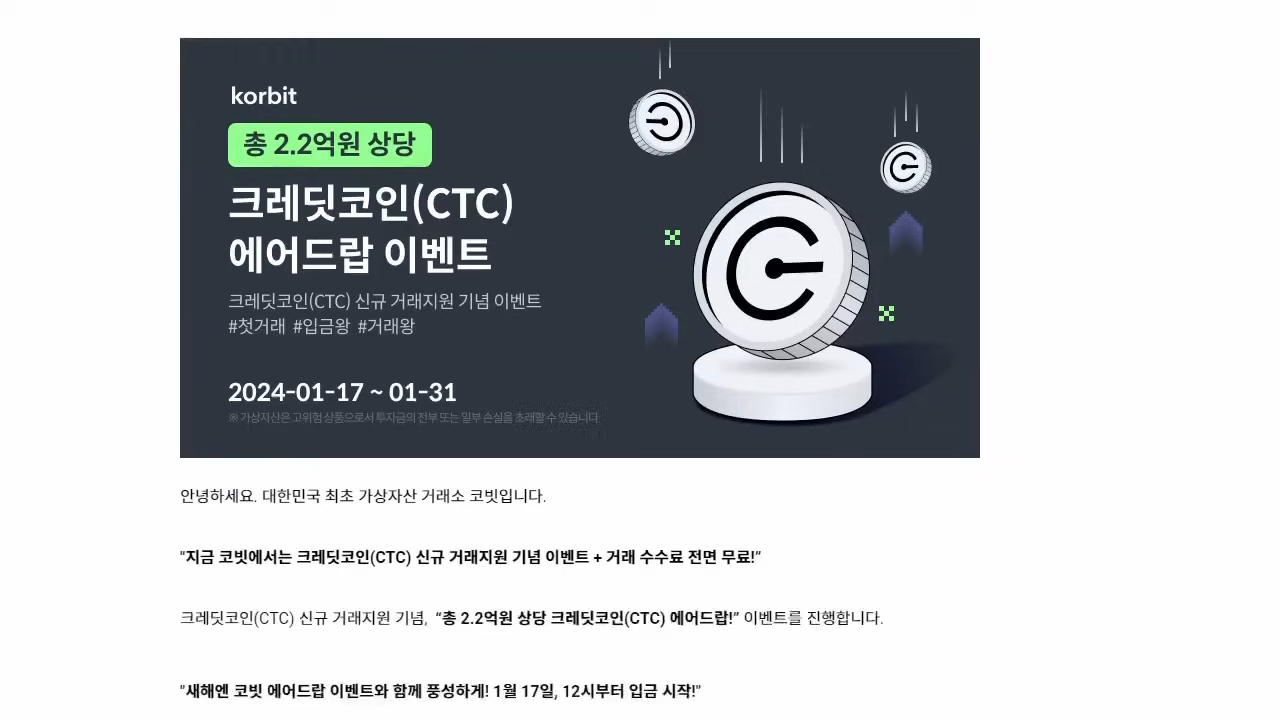 korbit
총 2.2억원 상당
크레딧코인(CTC)
에어드랍 이벤트
크레딧코인(CTC) 신규 거래지원 기념 이벤트
#첫거래 #입금왕 #거래왕
2024-01-17 ~ 01-31
※ 가상자산은 고위험 상품으로서 투자금의 전부 또는 일부 손실을 초래할 수 있습니다.
안녕하세요. 대한민국 최초 가상자산 거래소 코빗입니다.
"지금 코빗에서는 크레딧코인(CTC) 신규 거래지원 기념 이벤트 + 거래 수수료 전면 무료!"
크레딧코인(CTC) 신규 거래지원 기념, “총 2.2억원 상당 크레딧코인(CTC) 에어드랍!” 이벤트를 진행합니다.
"새해엔 코빗 에어드랍 이벤트와 함께 풍성하게! 1월 17일, 12시부터 입금 시작!"